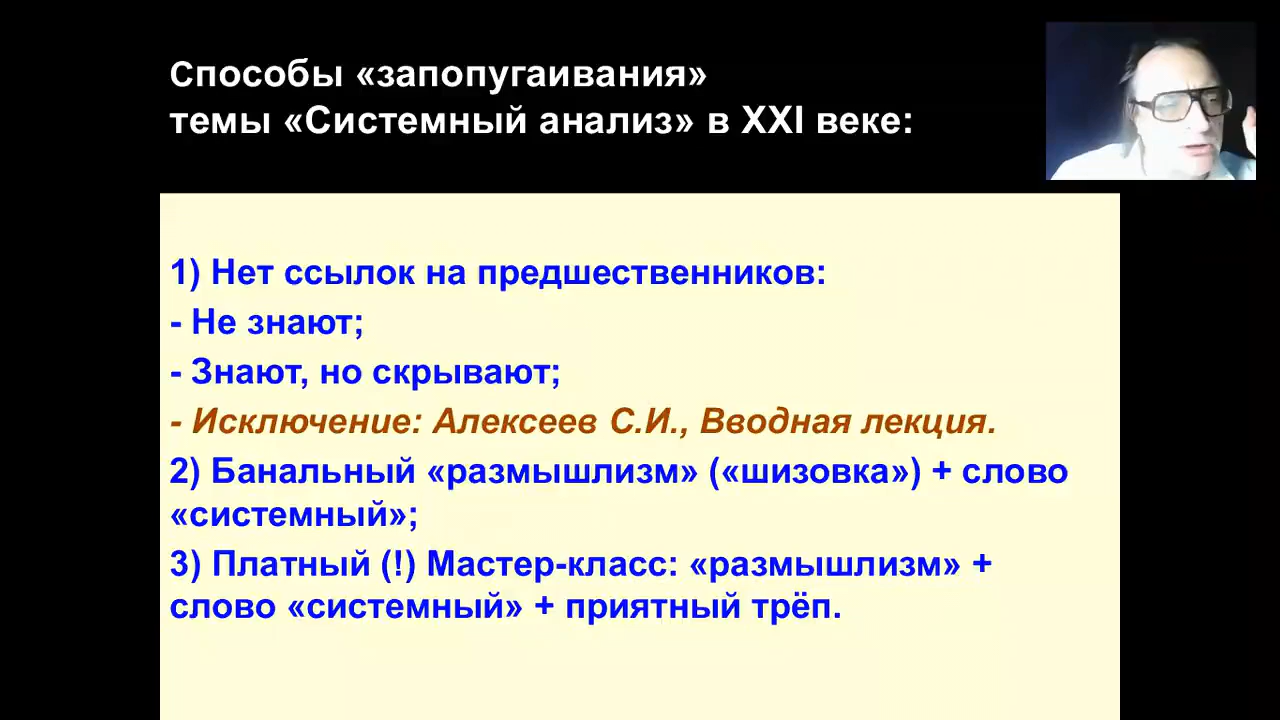 Способы «запопугаивания»
темы «Системный анализ» в XXI веке:
1) Нет ссылок на предшественников:
- Не знают;
- Знают, но скрывают;
- Исключение: Алексеев С.И., Вводная лекция.
2) Банальный «размышлизм» («шизовка») + слово
«системный»;
3) Платный (!) Мастер-класс: «размышлизм» +
слово «системный» + приятный трёп.